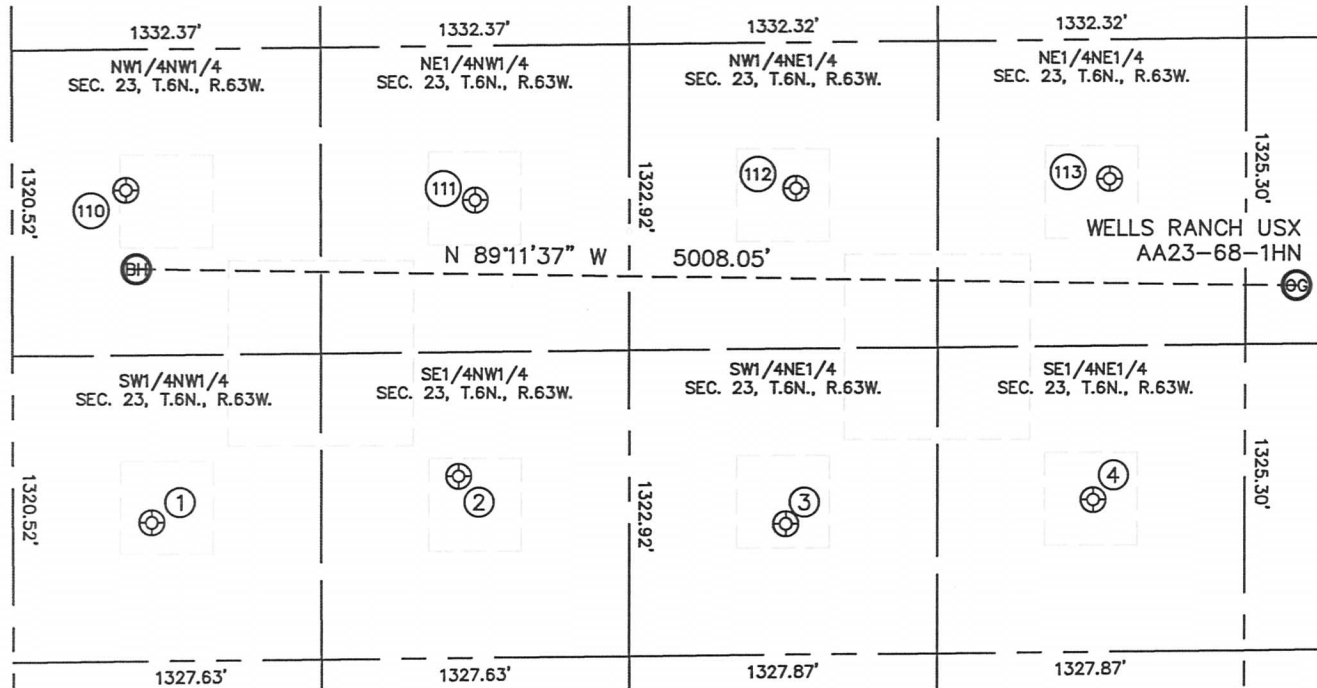 1332.37'
1332.37'
1332.32'
1332.32'
NW1/4NW1/4
SEC. 23, T.6N., R.63W.
NE1/4NW1/4
SEC. 23, T.6N., R.63W.
NW1/4NE1/4
SEC. 23, T.6N., R.63W.
NE1/4NE1/4
SEC. 23, T.6N., R.63W.
1320.52'
110
111
1322.92'
112
113
1325.30'
WELLS RANCH USX
AA23-68-1HN
BH
N 89°11'37" W
5008.05'
OG
SW1/4NW1/4
SEC. 23, T.6N., R.63W.
SE1/4NW1/4
SEC. 23, T.6N., R.63W.
SW1/4NE1/4
SEC. 23, T.6N., R.63W.
SE1/4NE1/4
SEC. 23, T.6N., R.63W.
1320.52'
1
2
1322.92'
3
4
1325.30'
1327.63'
1327.63'
1327.87'
1327.87'